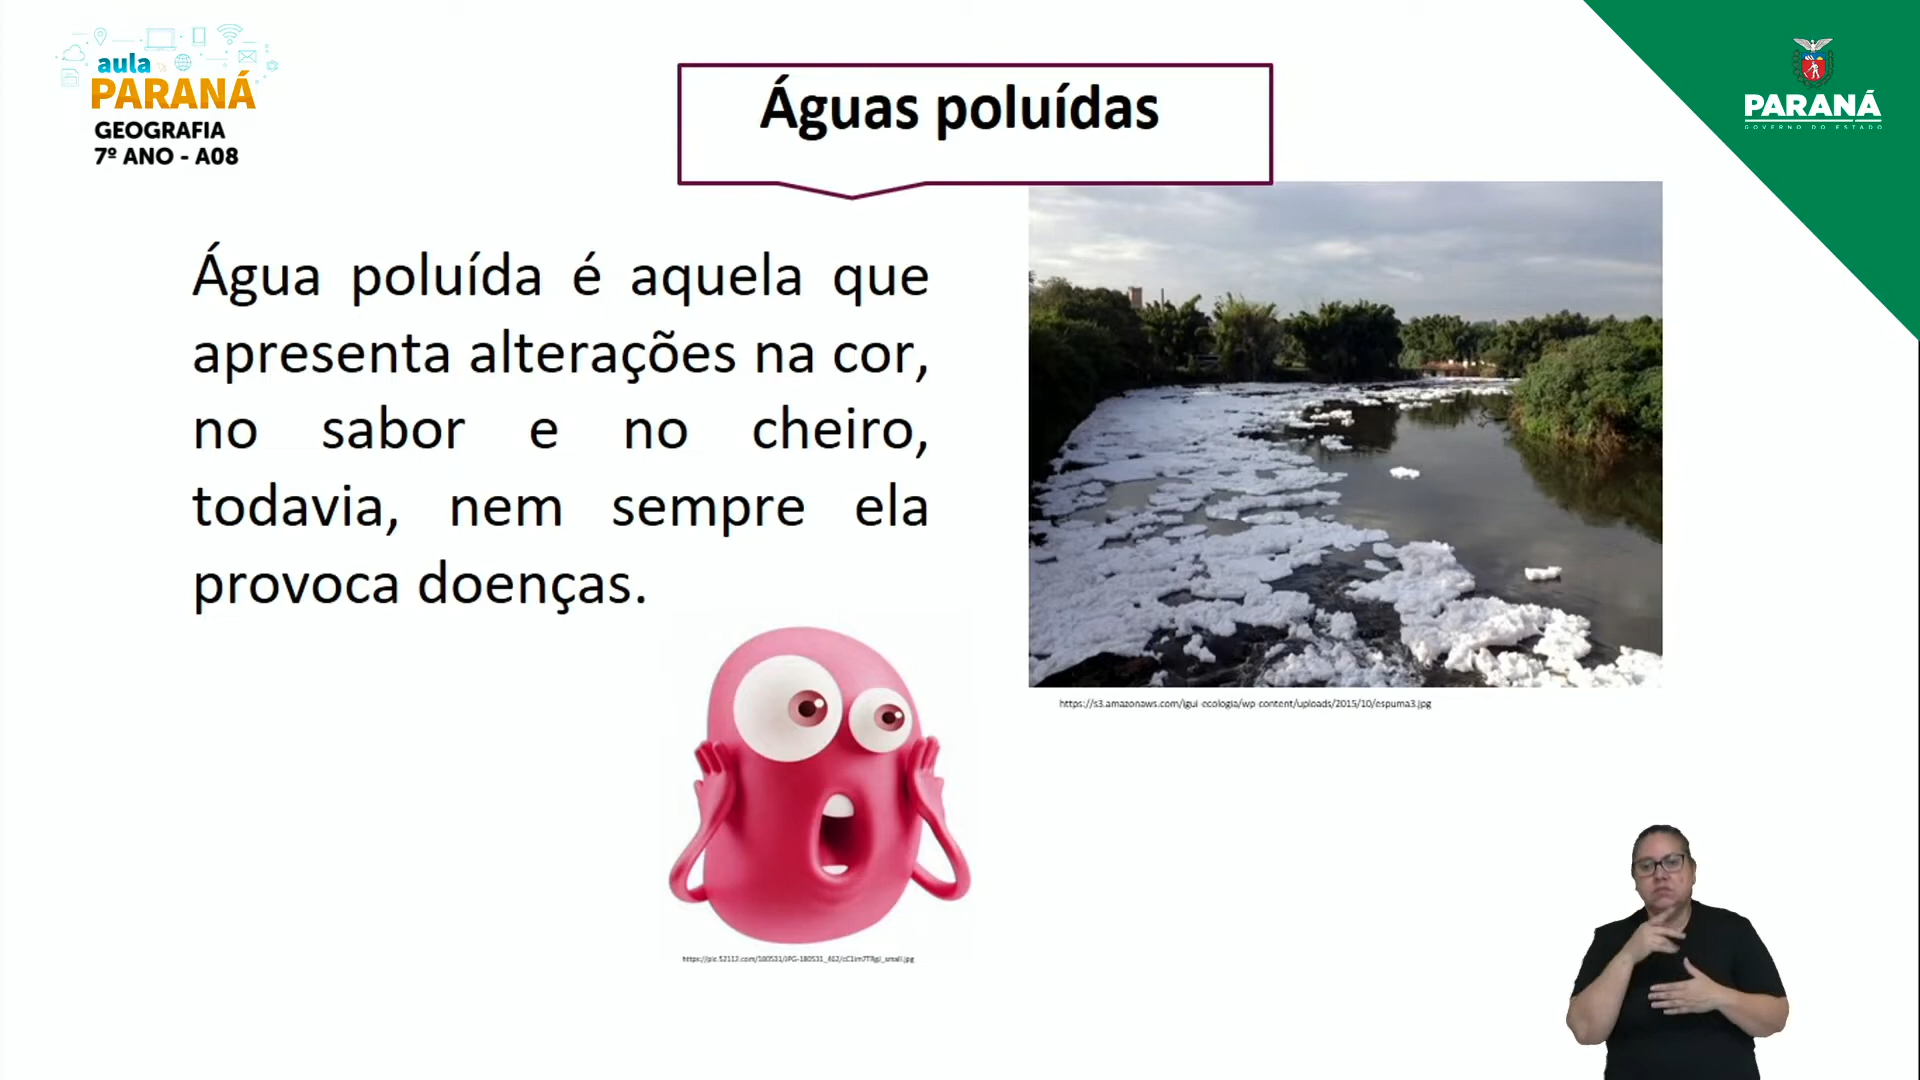 aula
PARANÁ
GEOGRAFIA
7º ANO - A08
Águas poluídas
PARANÁ
GOVERNO DO ESTADO
Água poluída é aquela que
apresenta alterações na cor,
no sabor e no cheiro,
todavia, nem sempre ela
provoca doenças.
https://s3.amazonaws.com/igui-ecologia/wp-content/uploads/2015/10/espuma3.jpg